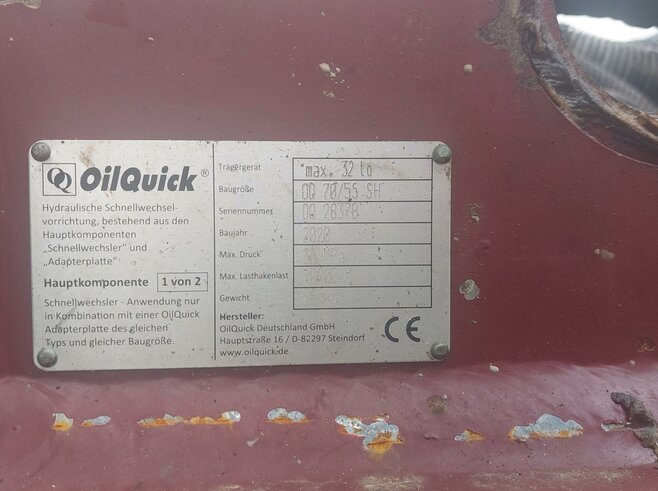 OQ OilQuick®
Hydraulische Schnellwechsel-
vorrichtung, bestehend aus den
Hauptkomponenten
„Schnellwechsler" und
„Adapterplatte"
Hauptkomponente 1 von 2
Schnellwechsler - Anwendung nur
in Kombination mit einer OilQuick
Adapterplatte des gleichen
Typs und gleicher Baugröße.
Trägergerät *max. 32 to
Baugröße OQ 70/55 SH
Seriennummer OQ 28378
Baujahr 2020
Max. Druck
Max. Lasthakenlast
Gewicht
Hersteller:
OilQuick Deutschland GmbH
Hauptstraße 16 / D-82297 Steindorf
www.oilquick.de
CE